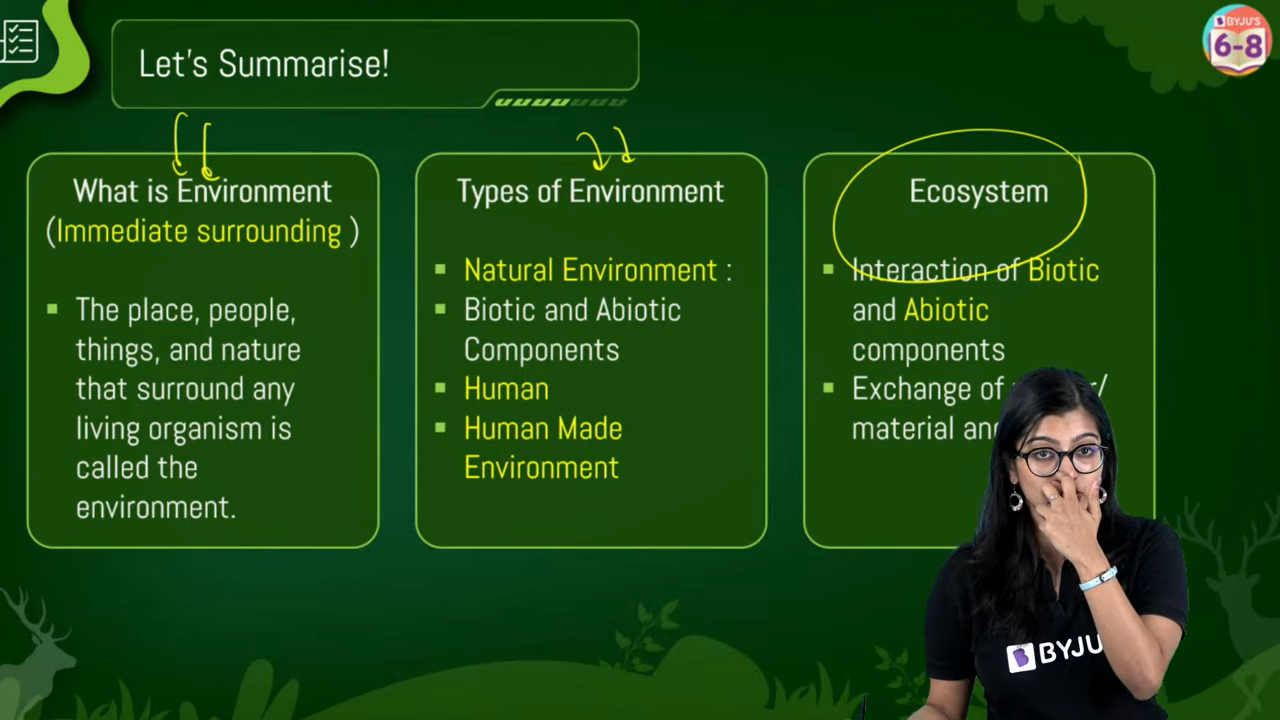 Let's Summarise!
BYJU'S
6-8
What is Environment
(Immediate surrounding )
▪ The place, people,
things, and nature
that surround any
living organism is
called the
environment.
Types of Environment
▪ Natural Environment :
▪ Biotic and Abiotic
Components
▪ Human
▪ Human Made
Environment
Ecosystem
▪ Interaction of Biotic
and Abiotic
components
▪ Exchange of
material an
BYJU